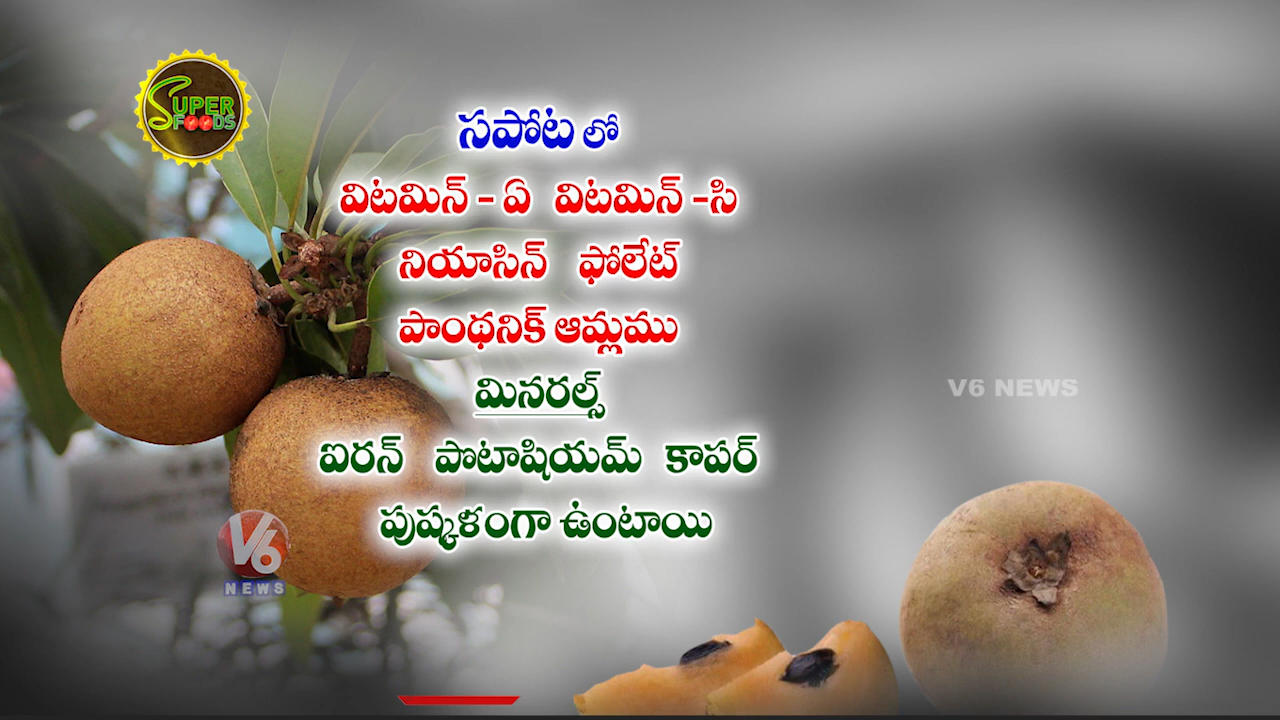 SUPER
FOODS
సపోట లో
విటమిన్ - ఏ విటమిన్ -సి
నియాసిన్ ఫోలేట్
పాంథనిక్ ఆమ్లము
మినరల్స్
ఐరన్ పొటాషియమ్ కాపర్
పుష్కళంగా ఉంటాయి
V6 NEWS
V6
NEWS